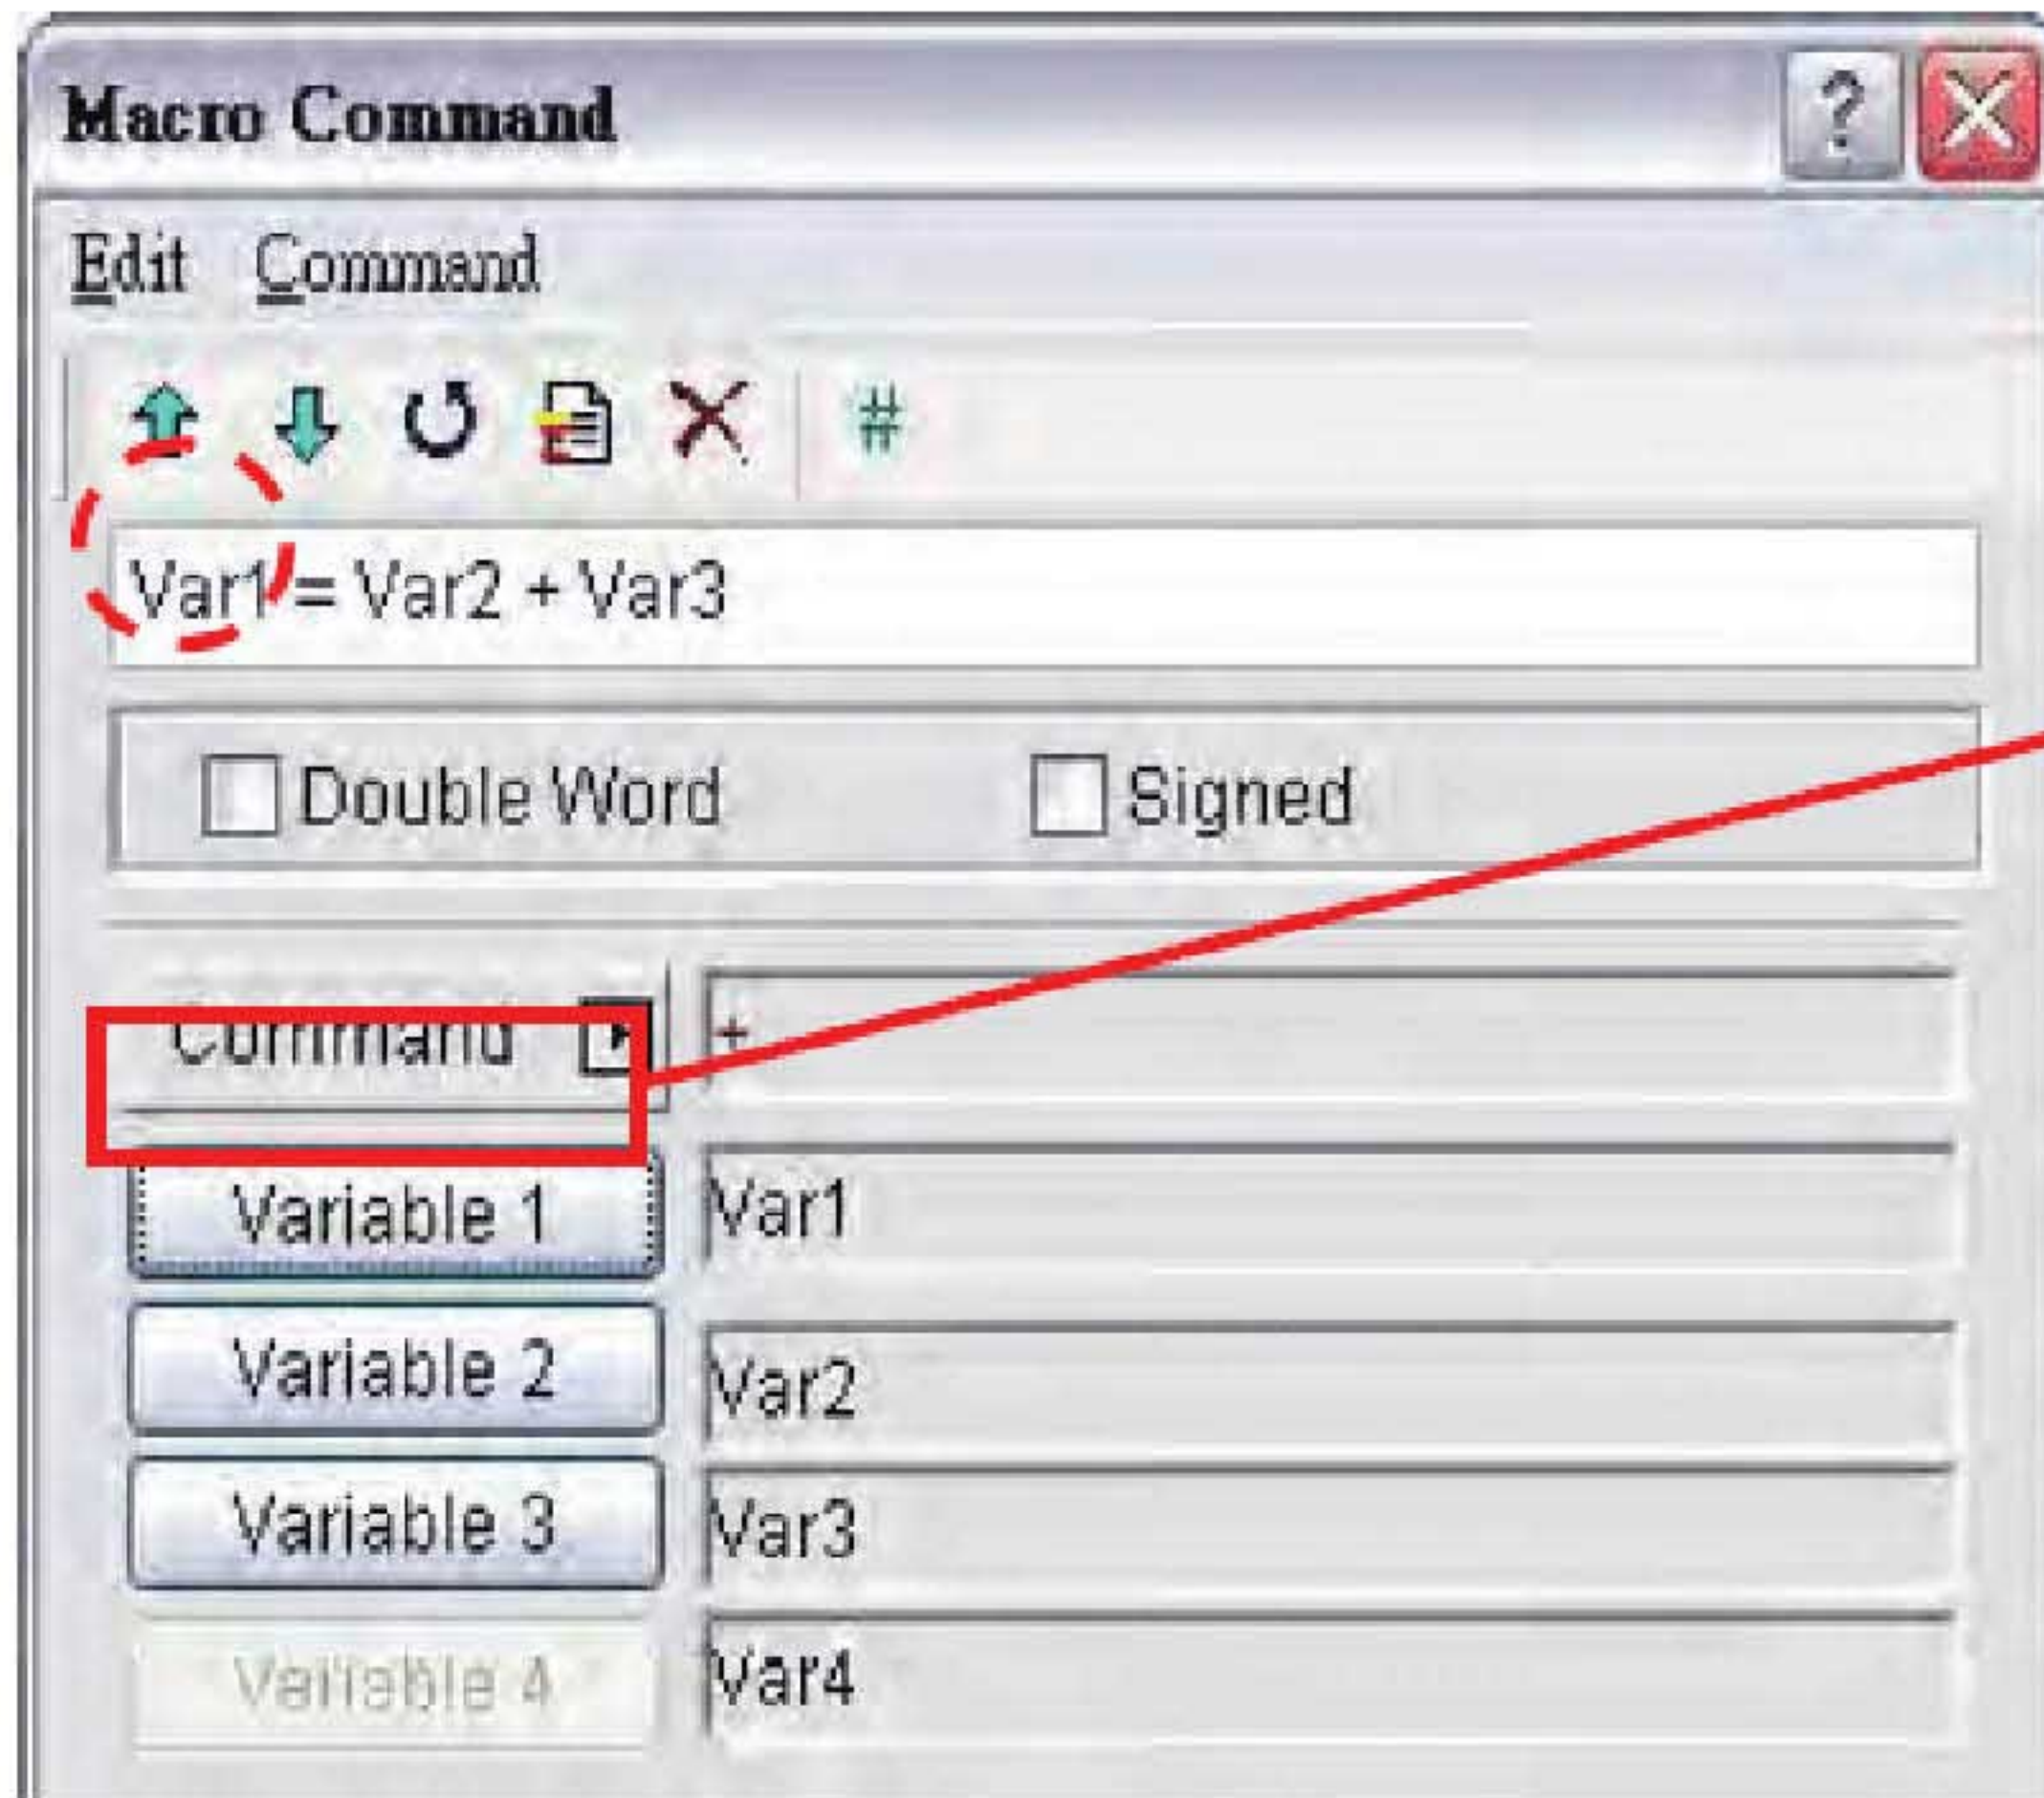 Macro Command
?
Edit Command
#
Var1 = Var2 + Var3
Double Word Signed
Command +
Variable 1 Var1
Variable 2 Var2
Variable 3 Var3
Variable 4 Var4